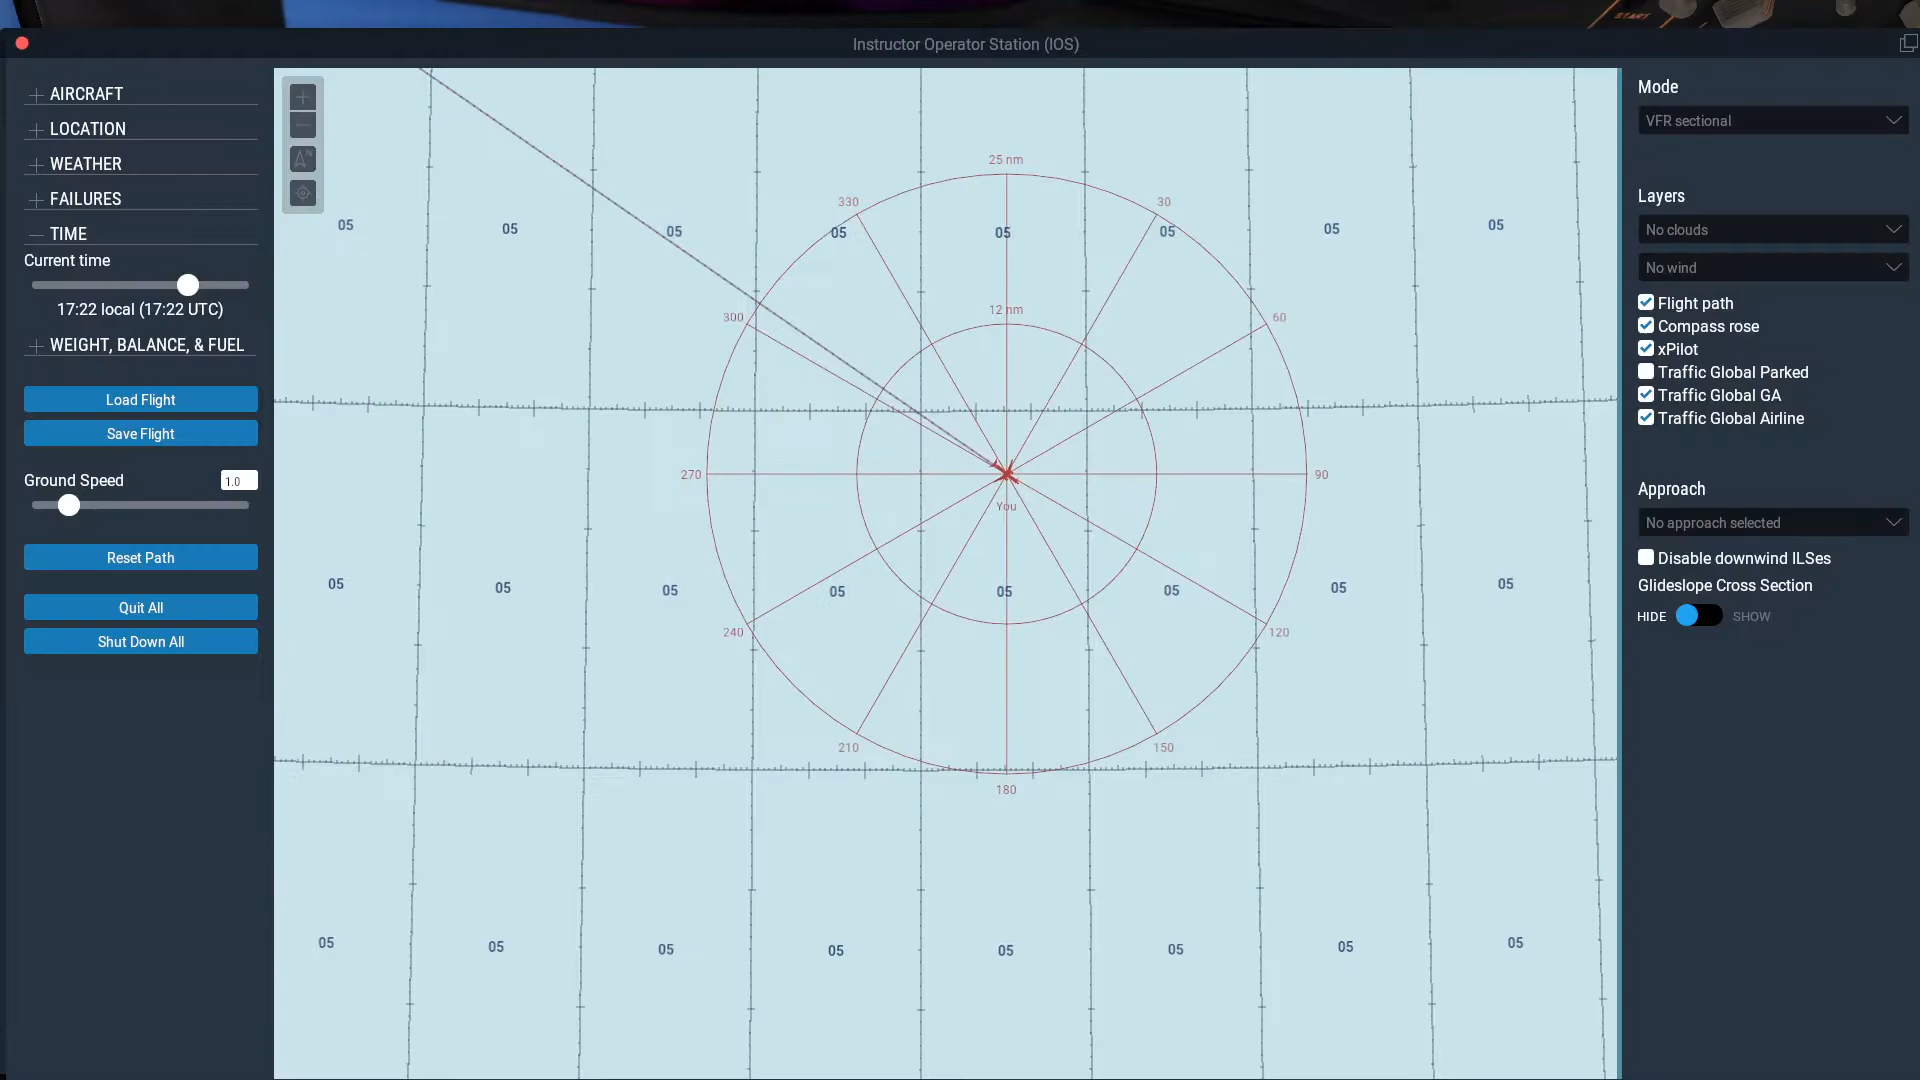 START
Instructor Operator Station (IOS)
AIRCRAFT
LOCATION
WEATHER
FAILURES
TIME
Current time
17:22 local (17:22 UTC)
WEIGHT, BALANCE, & FUEL
Load Flight
Save Flight
Ground Speed 1.0
Reset Path
Quit All
Shut Down All
N
25 nm
330 30
05 05 05 05 05 05 05 05
12 nm
300 60
270 90
You
05 05 05 05 05 05 05 05
240 120
210 150
180
05 05 05 05 05 05 05 05
Mode
VFR sectional
Layers
No clouds
No wind
Flight path
Compass rose
xPilot
Traffic Global Parked
Traffic Global GA
Traffic Global Airline
Approach
No approach selected
Disable downwind ILSes
Glideslope Cross Section
HIDE SHOW